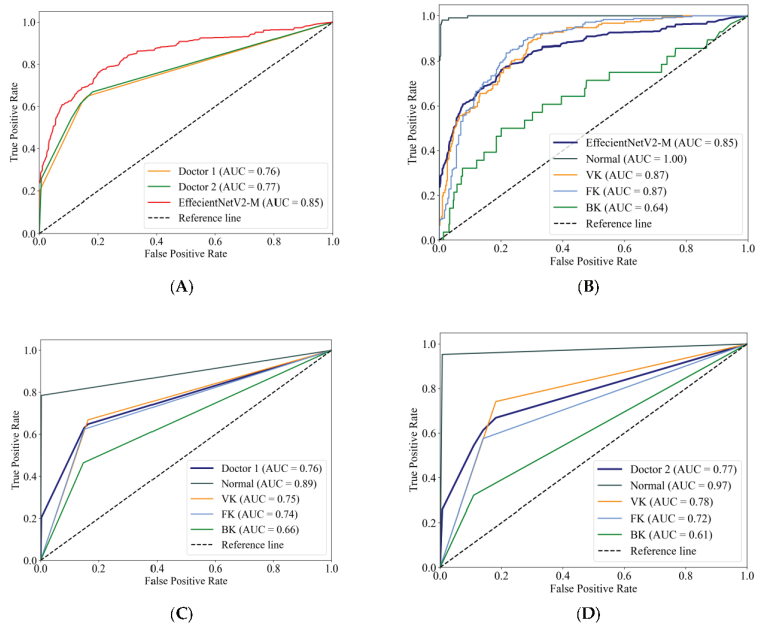 1.0
0.8
0.6
0.4
0.2
0.0
True Positive Rate
Doctor 1 (AUC = 0.76)
Doctor 2 (AUC = 0.77)
EffecientNetV2-M (AUC = 0.85)
Reference line
0.0 0.2 0.4 0.6 0.8 1.0
False Positive Rate
(A)
1.0
0.8
0.6
0.4
0.2
0.0
True Positive Rate
EffecientNetV2-M (AUC = 0.85)
Normal (AUC = 1.00)
VK (AUC = 0.87)
FK (AUC = 0.87)
BK (AUC = 0.64)
Reference line
0.0 0.2 0.4 0.6 0.8 1.0
False Positive Rate
(B)
1.0
0.8
0.6
0.4
0.2
0.0
True Positive Rate
Doctor 1 (AUC = 0.76)
Normal (AUC = 0.89)
VK (AUC = 0.75)
FK (AUC = 0.74)
BK (AUC = 0.66)
Reference line
0.0 0.2 0.4 0.6 0.8 1.0
False Positive Rate
(C)
1.0
0.8
0.6
0.4
0.2
0.0
True Positive Rate
Doctor 2 (AUC = 0.77)
Normal (AUC = 0.97)
VK (AUC = 0.78)
FK (AUC = 0.72)
BK (AUC = 0.61)
Reference line
0.0 0.2 0.4 0.6 0.8 1.0
False Positive Rate
(D)